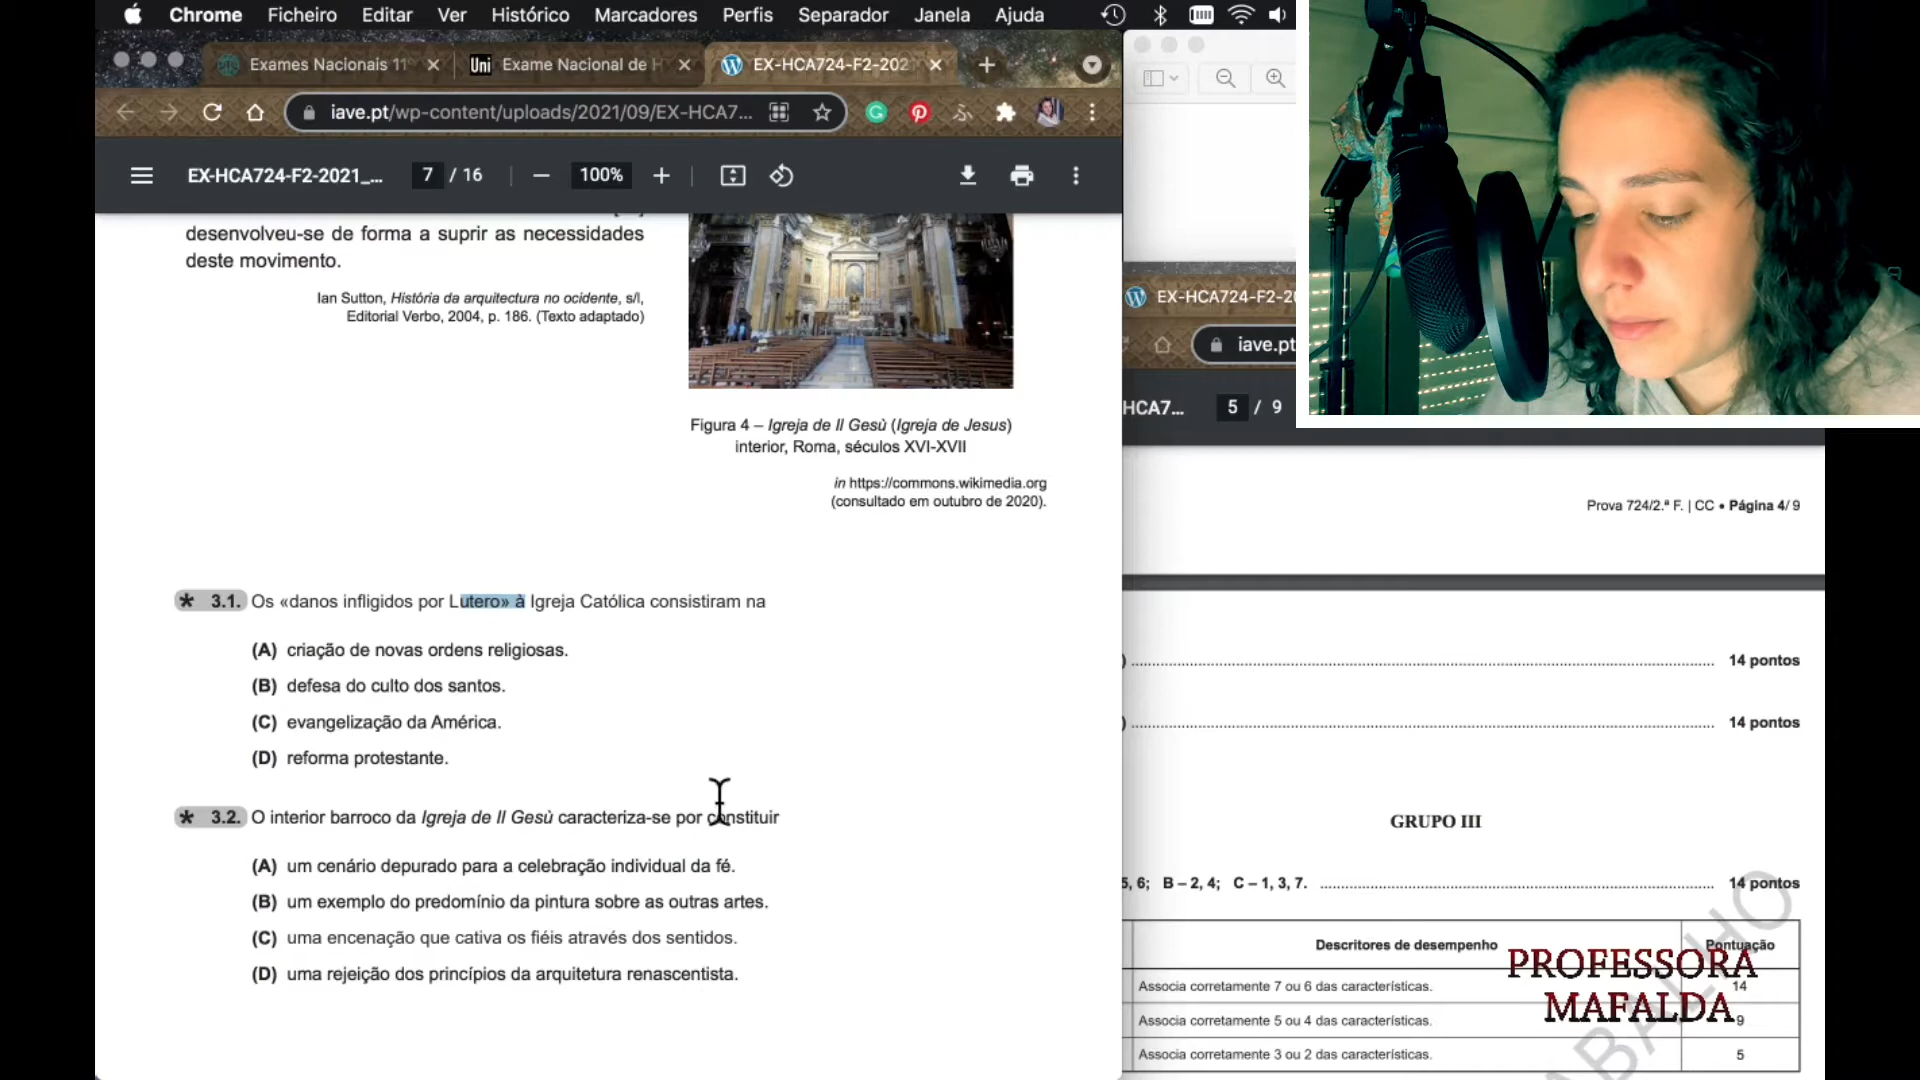 Chrome Ficheiro Editar Ver Histórico Marcadores Perfis Separador Janela Ajuda
Exames Nacionais 11º
Uni Exame Nacional de H
EX-HCA724-F2-202
iave.pt/wp-content/uploads/2021/09/EX-HCA7...
EX-HCA724-F2-2021_... 7 / 16 100%
desenvolveu-se de forma a suprir as necessidades
deste movimento.
Ian Sutton, História da arquitectura no ocidente, s/l,
Editorial Verbo, 2004, p. 186. (Texto adaptado)
Figura 4 – Igreja de Il Gesù (Igreja de Jesus)
interior, Roma, séculos XVI-XVII
in https://commons.wikimedia.org
(consultado em outubro de 2020).
* 3.1. Os «danos infligidos por Lutero» à Igreja Católica consistiram na
(A) criação de novas ordens religiosas.
(B) defesa do culto dos santos.
(C) evangelização da América.
(D) reforma protestante.
* 3.2. O interior barroco da Igreja de Il Gesù caracteriza-se por constituir
(A) um cenário depurado para a celebração individual da fé.
(B) um exemplo do predomínio da pintura sobre as outras artes.
(C) uma encenação que cativa os fiéis através dos sentidos.
(D) uma rejeição dos princípios da arquitetura renascentista.
EX-HCA724-F2-20
iave.pt
HCA7... 5 / 9
Prova 724/2.ª F. | CC • Página 4/ 9
) ........ 14 pontos
) ........ 14 pontos
GRUPO III
5, 6; B – 2, 4; C – 1, 3, 7. ........ 14 pontos
Descritores de desempenho Pontuação
Associa corretamente 7 ou 6 das características. 14
Associa corretamente 5 ou 4 das características. 9
Associa corretamente 3 ou 2 das características. 5
PROFESSORA
MAFALDA